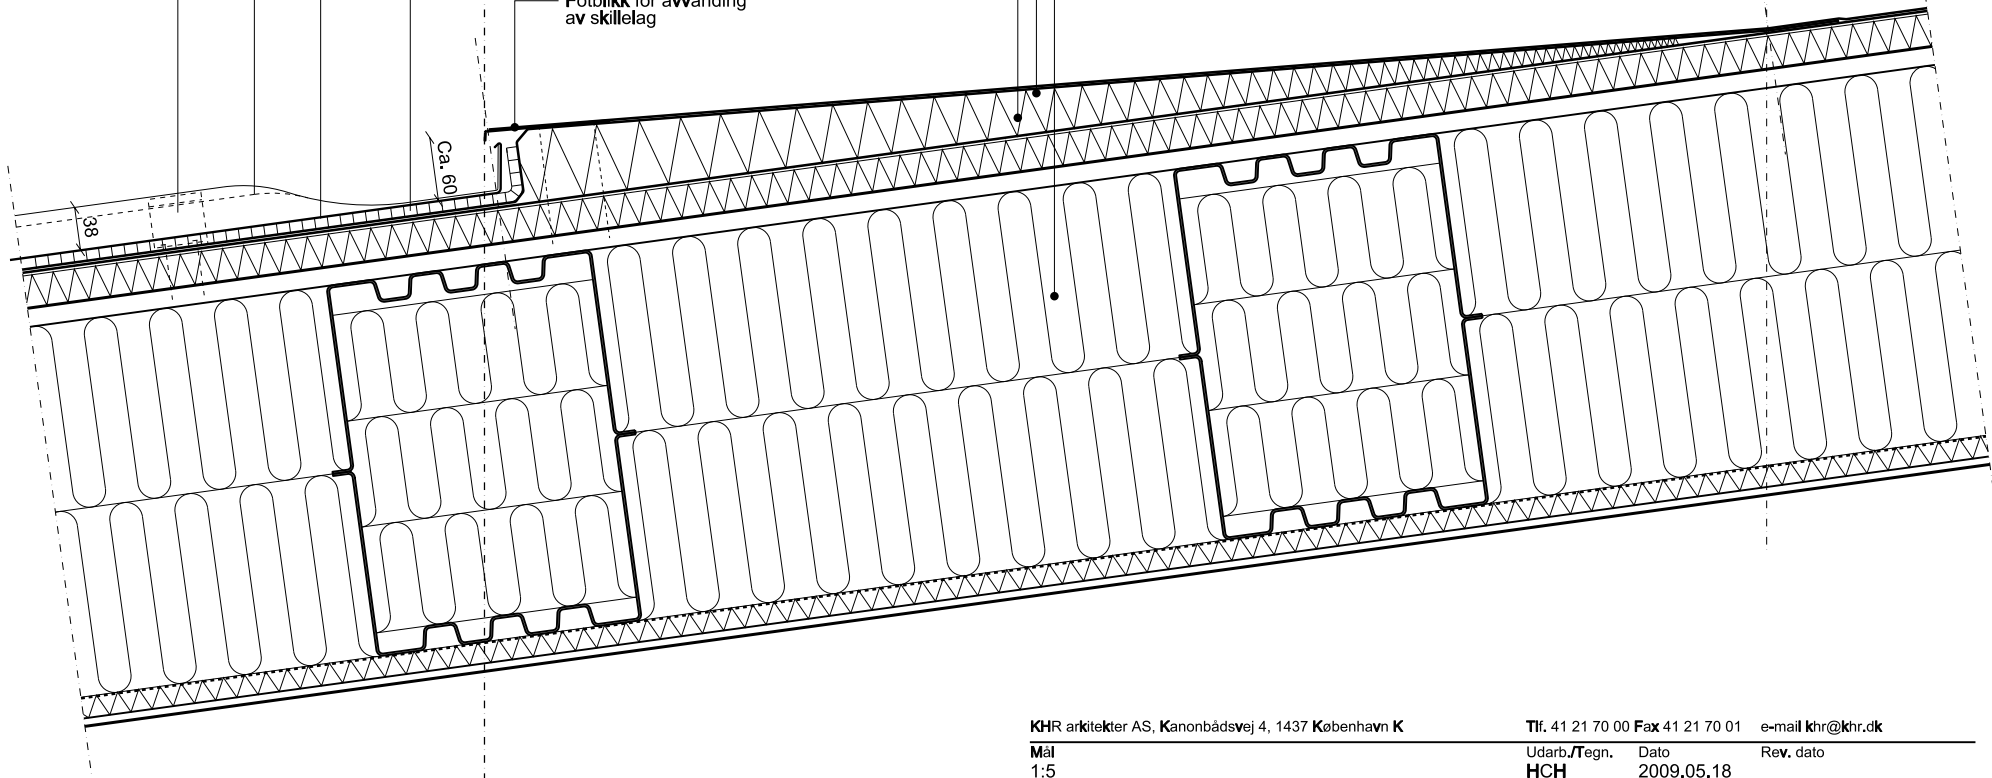 Fotblikk for avvanding
av skillelag
Ca. 60
38
KHR arkitekter AS, Kanonbådsvej 4, 1437 København K
Tlf. 41 21 70 00 Fax 41 21 70 01 e-mail khr@khr.dk
Mål
1:5
Udarb./Tegn. Dato Rev. dato
HCH 2009.05.18